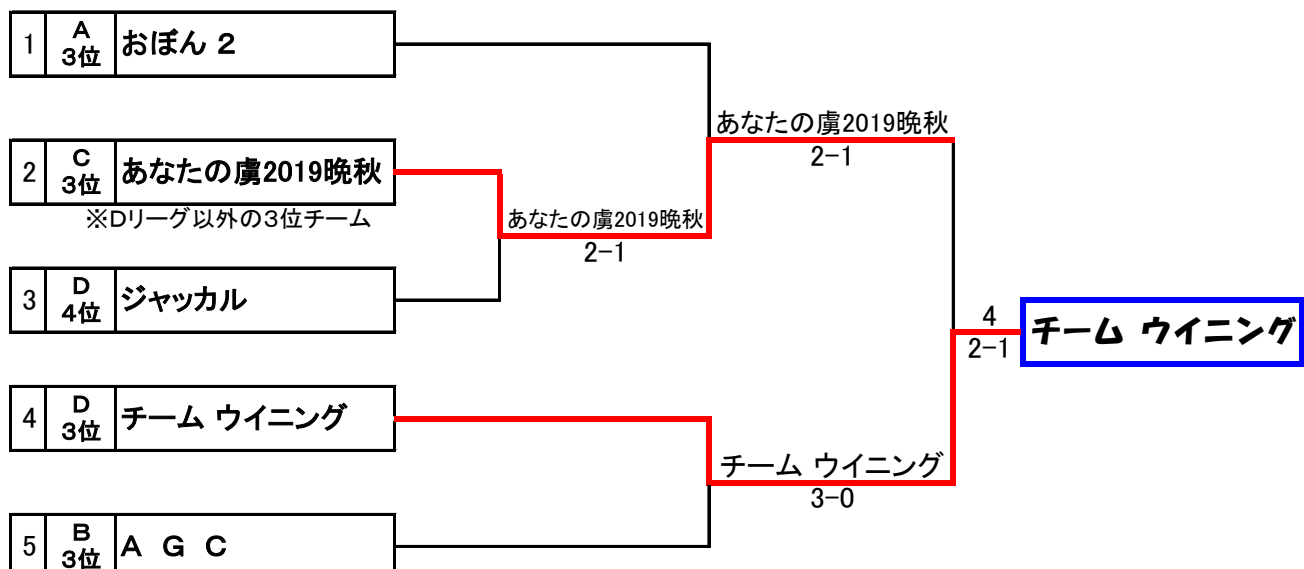 1 A 3位 おぼん 2
あなたの虜2019晩秋
2-1
2 C 3位 あなたの虜2019晩秋
※Dリーグ以外の3位チーム
あなたの虜2019晩秋
2-1
3 D 4位 ジャッカル
4
2-1
チーム ウイニング
4 D 3位 チーム ウイニング
チーム ウイニング
3-0
5 B 3位 A G C